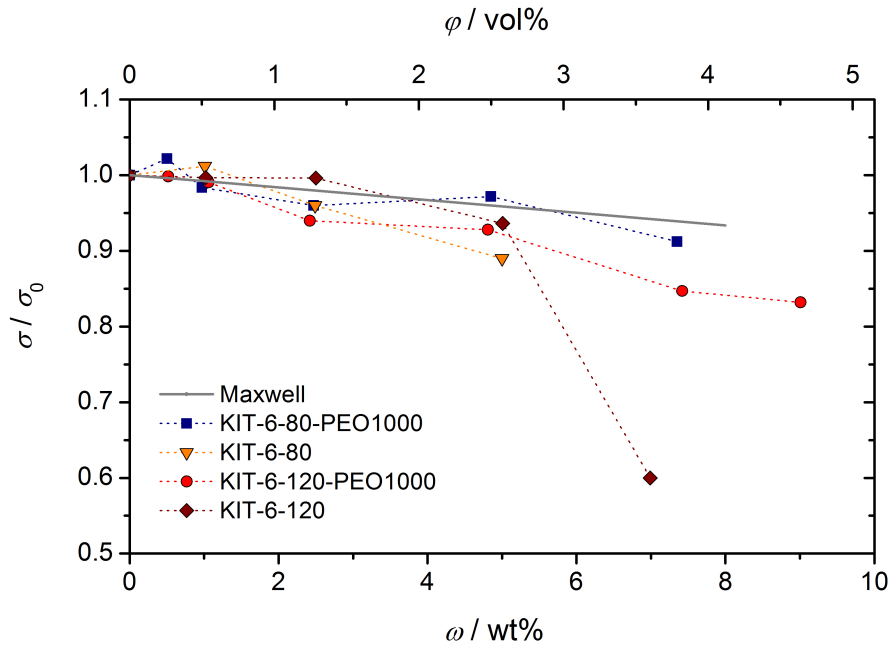 φ / vol%
0 1 2 3 4 5
1.1
1.0
0.9
0.8
0.7
0.6
0.5
σ / σ0
Maxwell
KIT-6-80-PEO1000
KIT-6-80
KIT-6-120-PEO1000
KIT-6-120
0 2 4 6 8 10
ω / wt%